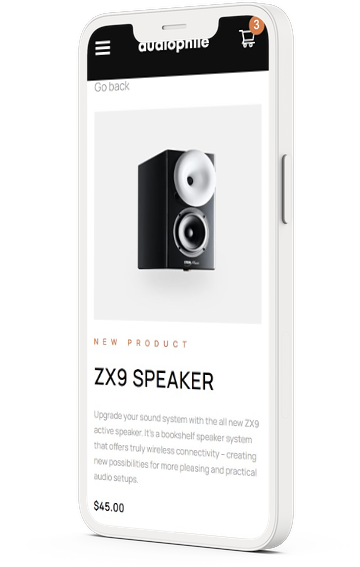 audiophile
3
Go back
NEW PRODUCT
ZX9 SPEAKER
Upgrade your sound system with the all new ZX9
active speaker. It's a bookshelf speaker system
that offers truly wireless connectivity – creating
new possibilities for more pleasing and practical
audio setups.
$45.00